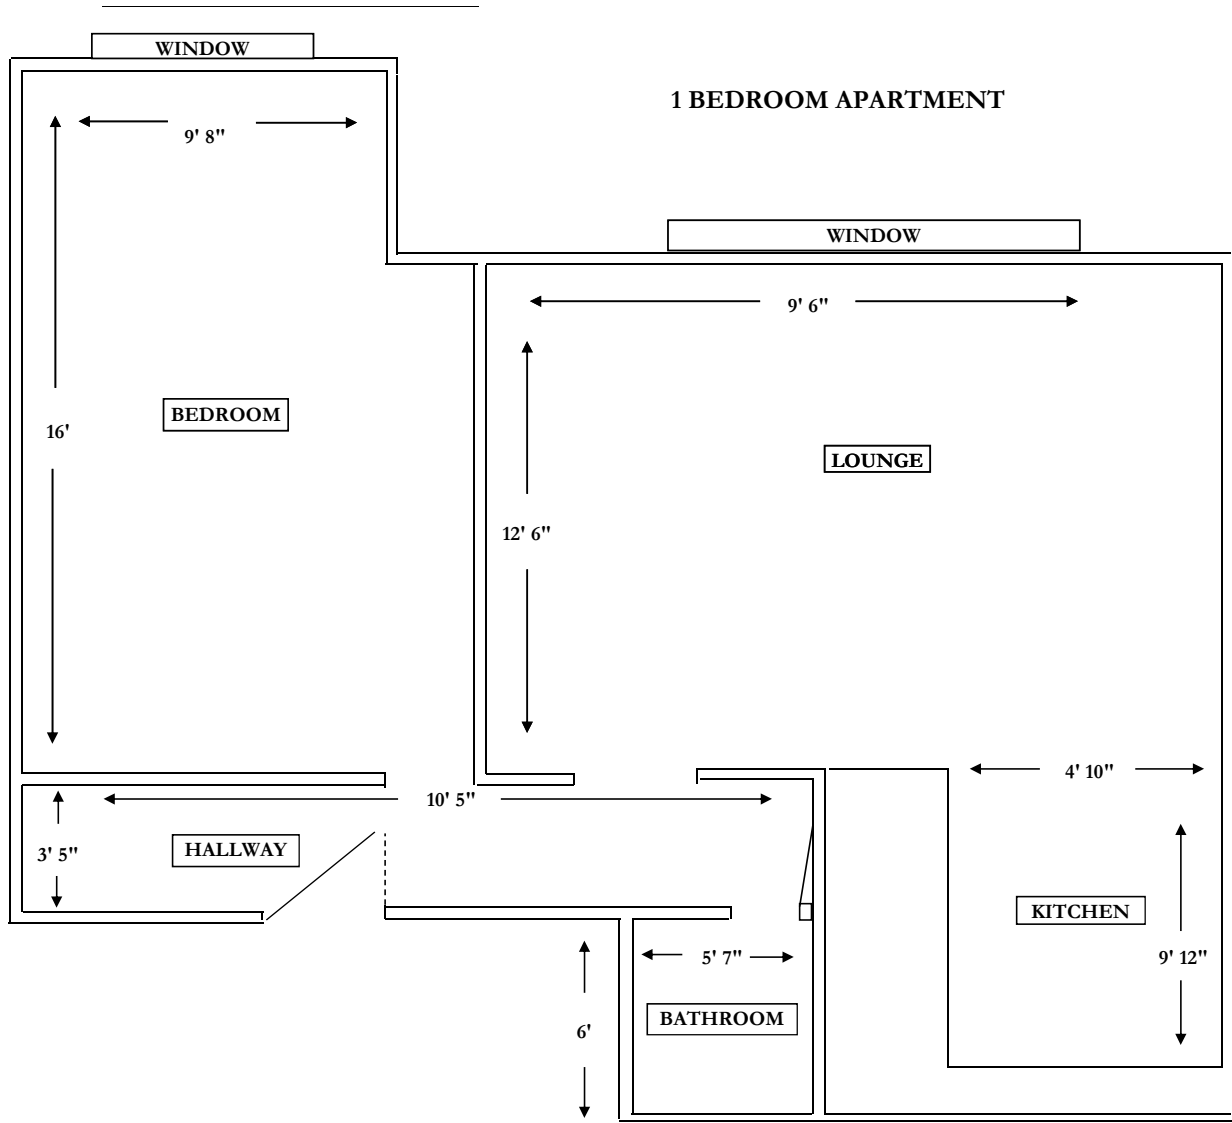 WINDOW
1 BEDROOM APARTMENT
9' 8"
WINDOW
9' 6"
BEDROOM
16'
LOUNGE
12' 6"
4' 10"
10' 5"
HALLWAY
3' 5"
KITCHEN
5' 7"
9' 12"
BATHROOM
6'